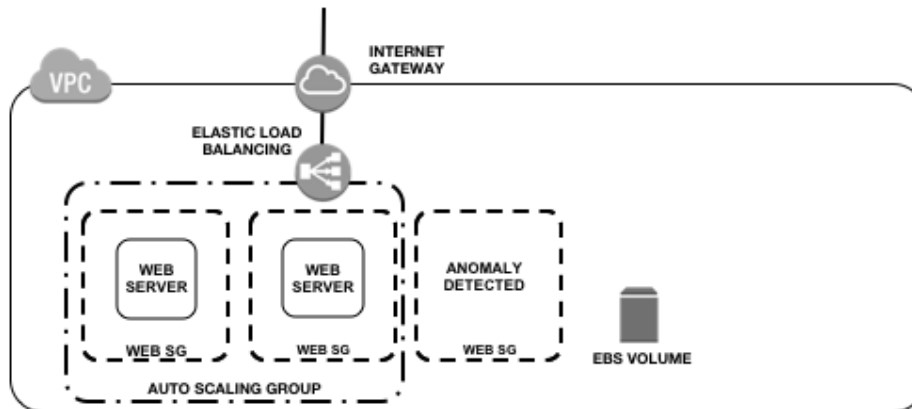 INTERNET
GATEWAY
VPC
ELASTIC LOAD
BALANCING
WEB
SERVER
WEB SG
WEB
SERVER
WEB SG
ANOMALY
DETECTED
WEB SG
EBS VOLUME
AUTO SCALING GROUP